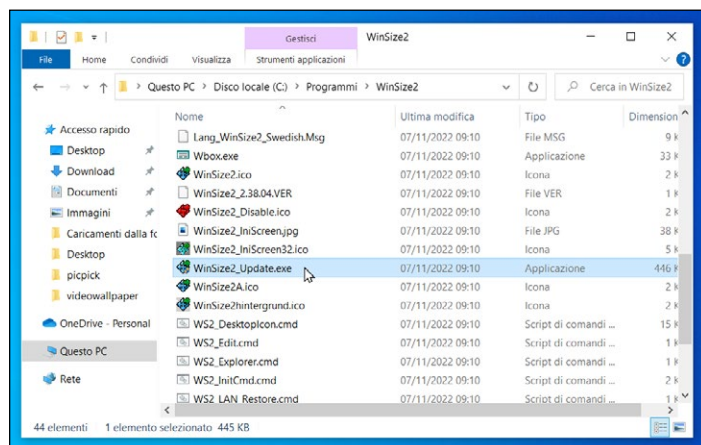 Gestisci WinSize2
File Home Condividi Visualizza Strumenti applicazioni
Questo PC > Disco locale (C:) > Programmi > WinSize2 Cerca in WinSize2
Nome Ultima modifica Tipo Dimension
Accesso rapido
Desktop
Download
Documenti
Immagini
Caricamenti dalla fc
Desktop
picpick
videowallpaper
OneDrive - Personal
Questo PC
Rete
Lang_WinSize2_Swedish.Msg 07/11/2022 09:10 File MSG 9 K
Wbox.exe 07/11/2022 09:10 Applicazione 33 K
WinSize2.ico 07/11/2022 09:10 Icona 2 K
WinSize2_2.38.04.VER 07/11/2022 09:10 File VER 1 K
WinSize2_Disable.ico 07/11/2022 09:10 Icona 2 K
WinSize2_IniScreen.jpg 07/11/2022 09:10 File JPG 38 K
WinSize2_IniScreen32.ico 07/11/2022 09:10 Icona 5 K
WinSize2_Update.exe 07/11/2022 09:10 Applicazione 446 K
WinSize2A.ico 07/11/2022 09:10 Icona 2 K
WinSize2hintergrund.ico 07/11/2022 09:10 Icona 2 K
WS2_DesktopIcon.cmd 07/11/2022 09:10 Script di comandi ... 15 K
WS2_Edit.cmd 07/11/2022 09:10 Script di comandi ... 1 K
WS2_Explorer.cmd 07/11/2022 09:10 Script di comandi ... 1 K
WS2_InitCmd.cmd 07/11/2022 09:10 Script di comandi ... 2 K
WS2_LAN_Restore.cmd 07/11/2022 09:10 Script di comandi ... 1 K
44 elementi 1 elemento selezionato 445 KB